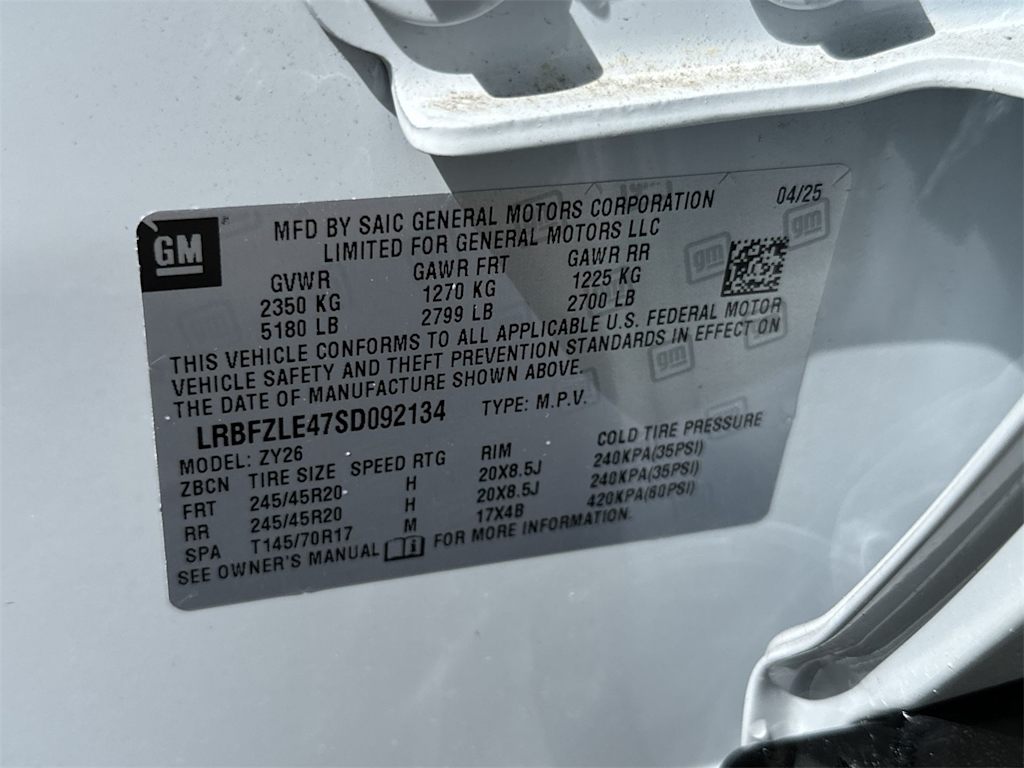 GM
MFD BY SAIC GENERAL MOTORS CORPORATION
LIMITED FOR GENERAL MOTORS LLC
04/25
GVWR GAWR FRT GAWR RR
2350 KG 1270 KG 1225 KG
5180 LB 2799 LB 2700 LB
THIS VEHICLE CONFORMS TO ALL APPLICABLE U.S. FEDERAL MOTOR
VEHICLE SAFETY AND THEFT PREVENTION STANDARDS IN EFFECT ON
THE DATE OF MANUFACTURE SHOWN ABOVE.
LRBFZLE47SD092134 TYPE: M.P.V.
MODEL: ZY26
ZBCN TIRE SIZE SPEED RTG RIM COLD TIRE PRESSURE
FRT 245/45R20 H 20X8.5J 240KPA(35PSI)
RR 245/45R20 H 20X8.5J 240KPA(35PSI)
SPA T145/70R17 M 17X4B 420KPA(60PSI)
SEE OWNER'S MANUAL FOR MORE INFORMATION.
gm
gm
gm